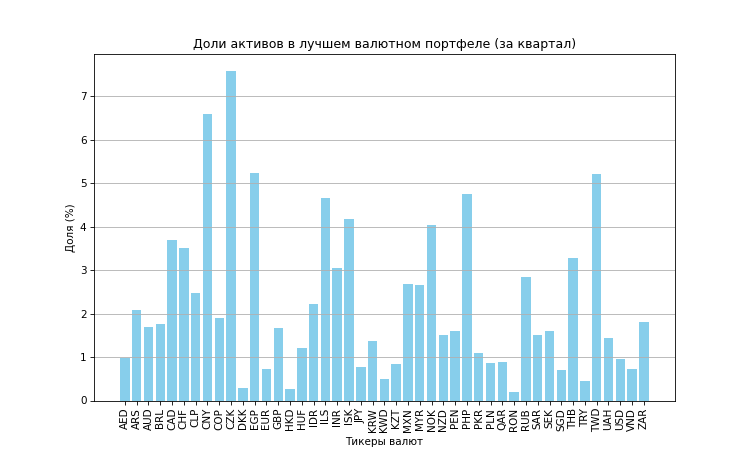 Доли активов в лучшем валютном портфеле (за квартал)
Доля (%)
7
6
5
4
3
2
1
0
AED ARS AUD BRL CAD CHF CLP CNY COP CZK DKK EGP EUR GBP HKD HUF IDR ILS INR ISK JPY KRW KWD KZT MXN MYR NOK NZD PEN PHP PKR PLN QAR RON RUB SAR SEK SGD THB TRY TWD UAH USD VND ZAR
Тикеры валют